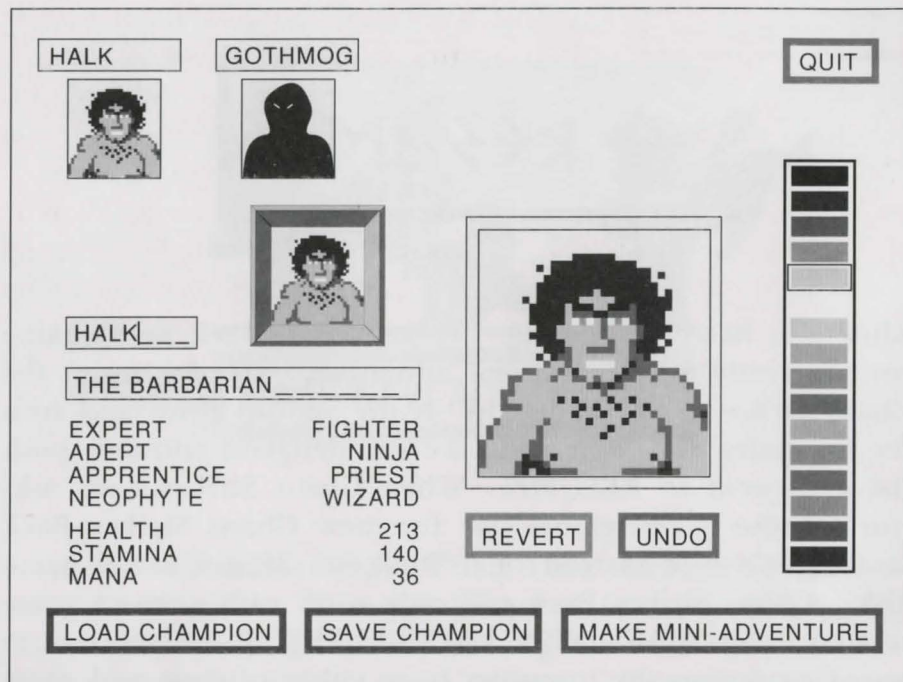 HALK GOTHMOG QUIT
HALK___
THE BARBARIAN_______
EXPERT FIGHTER
ADEPT NINJA
APPRENTICE PRIEST
NEOPHYTE WIZARD
HEALTH 213
STAMINA 140
MANA 36
REVERT UNDO
LOAD CHAMPION SAVE CHAMPION MAKE MINI-ADVENTURE